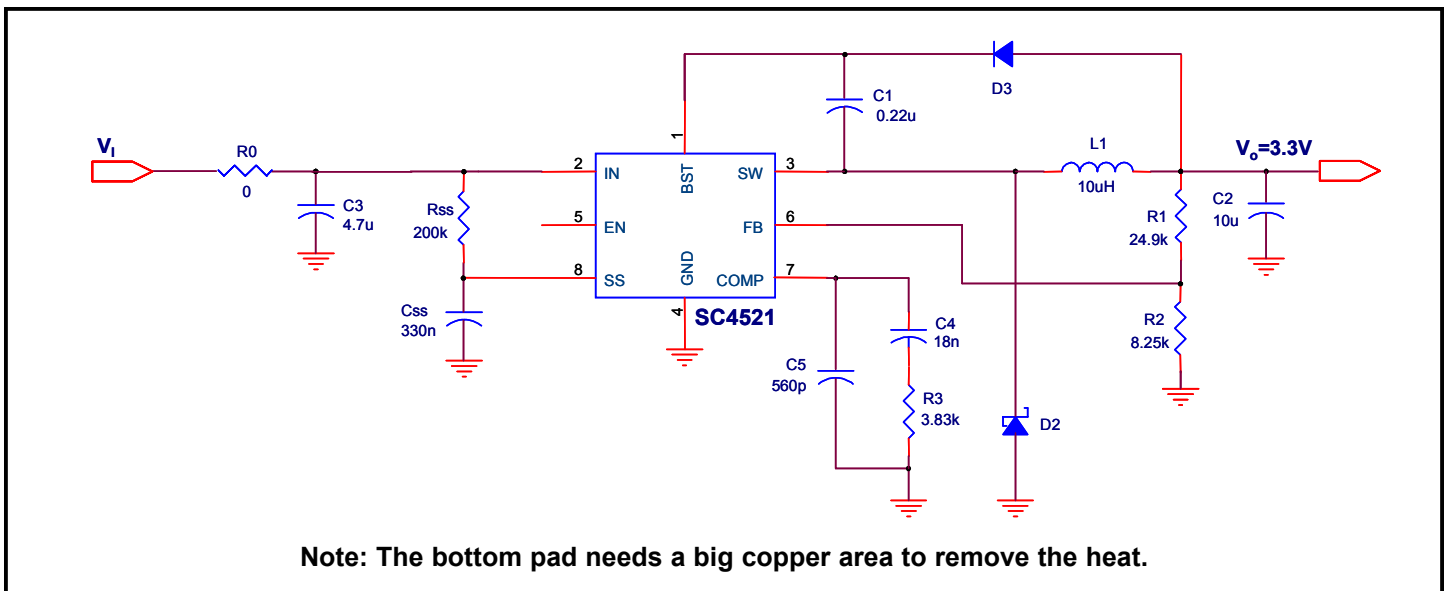 D3
C1
0.22u
1
V_I
R0
0
2
IN
BST
SW
3
L1
10uH
V_o=3.3V
C3
4.7u
Rss
200k
5
EN
FB
6
R1
24.9k
C2
10u
8
SS
GND
COMP
7
4
SC4521
Css
330n
C4
18n
R2
8.25k
C5
560p
R3
3.83k
D2
Note: The bottom pad needs a big copper area to remove the heat.